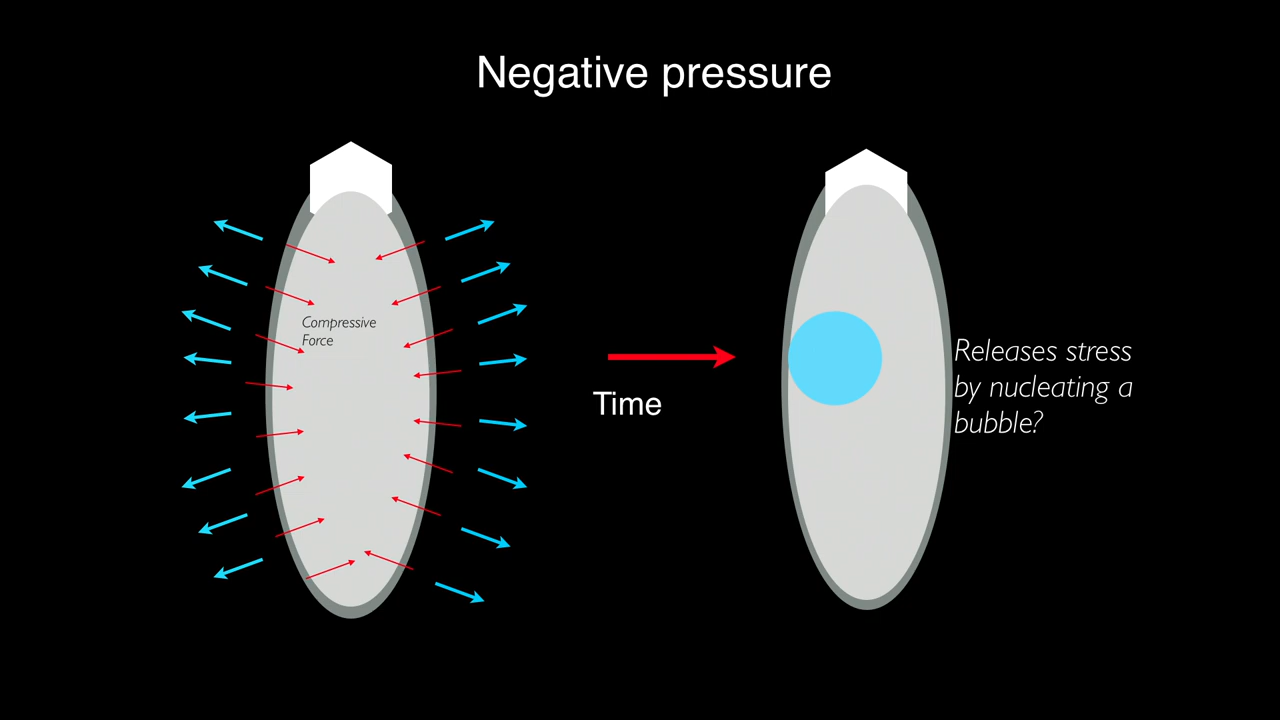 Negative pressure
Compressive
Force
Time
Releases stress
by nucleating a
bubble?